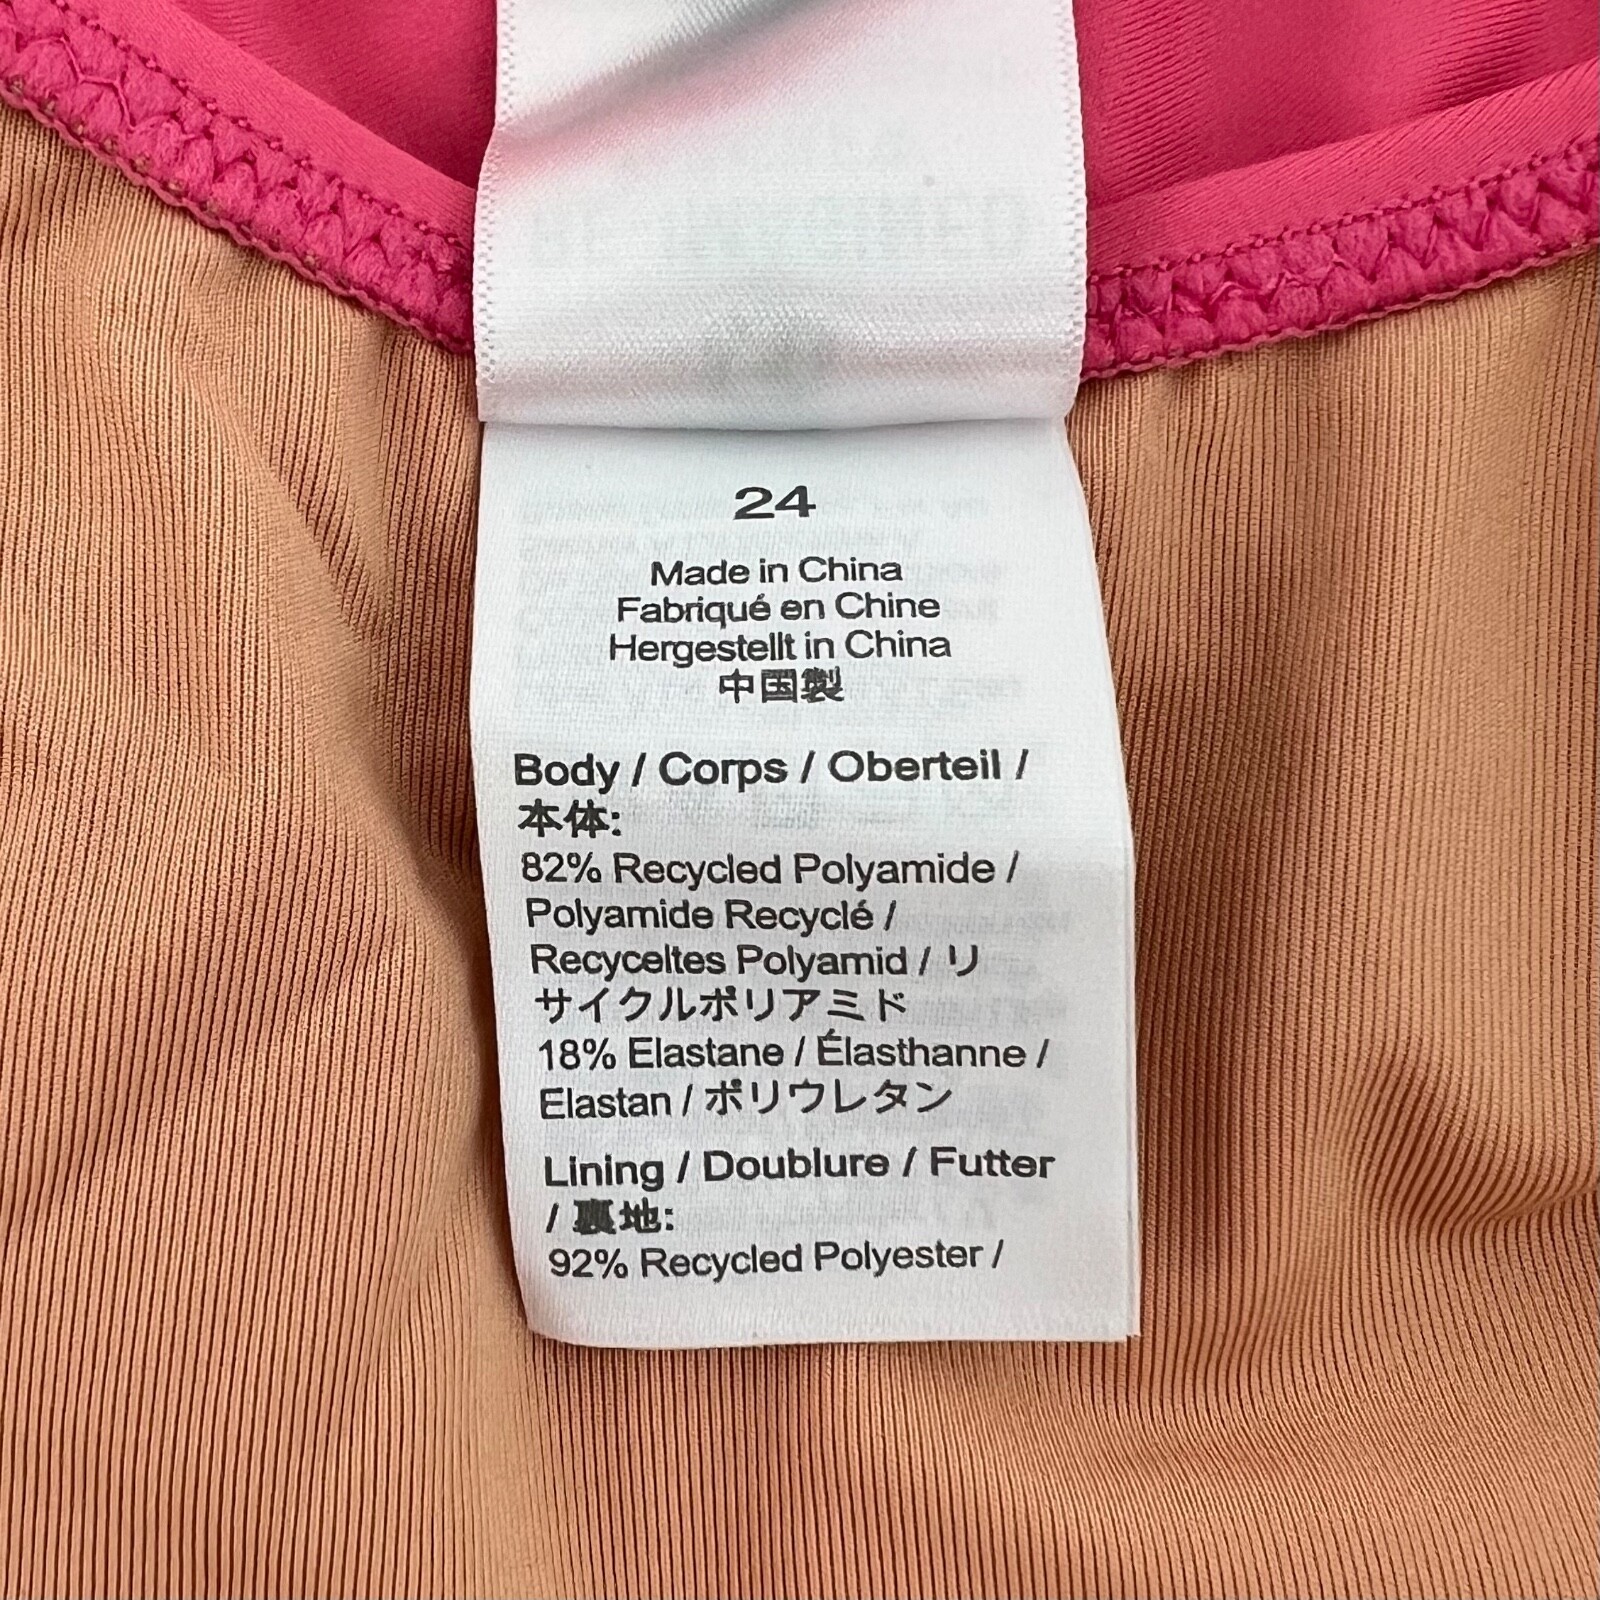 24
Made in China
Fabriqué en Chine
Hergestellt in China
中国製
Body / Corps / Oberteil /
本体:
82% Recycled Polyamide /
Polyamide Recyclé /
Recyceltes Polyamid / リ
サイクルポリアミド
18% Elastane / Élasthanne /
Elastan / ポリウレタン
Lining / Doublure / Futter
/ 裏地:
92% Recycled Polyester /